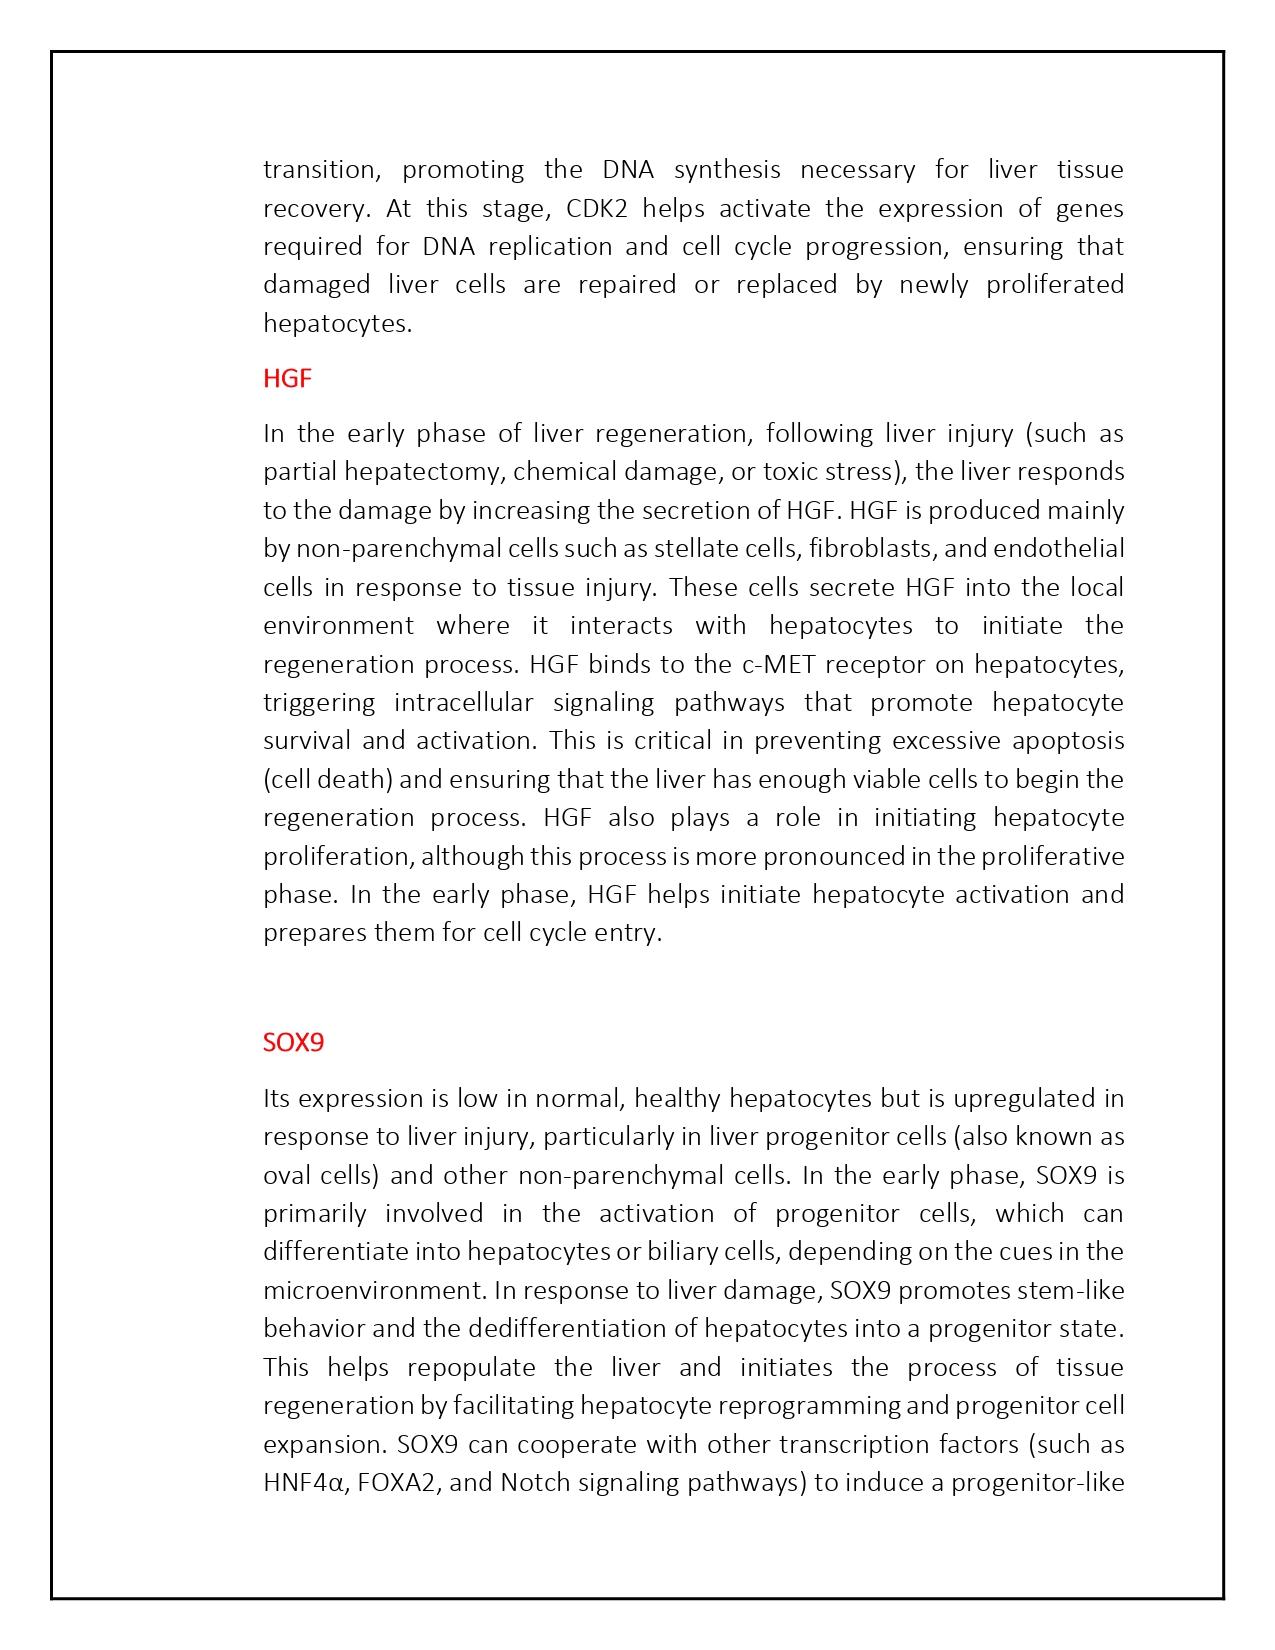 transition, promoting the DNA synthesis necessary for liver tissue
recovery. At this stage, CDK2 helps activate the expression of genes
required for DNA replication and cell cycle progression, ensuring that
damaged liver cells are repaired or replaced by newly proliferated
hepatocytes.
HGF
In the early phase of liver regeneration, following liver injury (such as
partial hepatectomy, chemical damage, or toxic stress), the liver responds
to the damage by increasing the secretion of HGF. HGF is produced mainly
by non-parenchymal cells such as stellate cells, fibroblasts, and endothelial
cells in response to tissue injury. These cells secrete HGF into the local
environment where it interacts with hepatocytes to initiate the
regeneration process. HGF binds to the c-MET receptor on hepatocytes,
triggering intracellular signaling pathways that promote hepatocyte
survival and activation. This is critical in preventing excessive apoptosis
(cell death) and ensuring that the liver has enough viable cells to begin the
regeneration process. HGF also plays a role in initiating hepatocyte
proliferation, although this process is more pronounced in the proliferative
phase. In the early phase, HGF helps initiate hepatocyte activation and
prepares them for cell cycle entry.
SOX9
Its expression is low in normal, healthy hepatocytes but is upregulated in
response to liver injury, particularly in liver progenitor cells (also known as
oval cells) and other non-parenchymal cells. In the early phase, SOX9 is
primarily involved in the activation of progenitor cells, which can
differentiate into hepatocytes or biliary cells, depending on the cues in the
microenvironment. In response to liver damage, SOX9 promotes stem-like
behavior and the dedifferentiation of hepatocytes into a progenitor state.
This helps repopulate the liver and initiates the process of tissue
regeneration by facilitating hepatocyte reprogramming and progenitor cell
expansion. SOX9 can cooperate with other transcription factors (such as
HNF4α, FOXA2, and Notch signaling pathways) to induce a progenitor-like